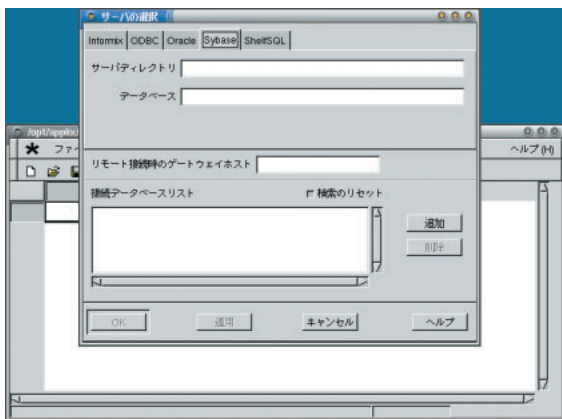 サーバの選択
Informix ODBC Oracle Sybase ShelfSQL
サーバディレクトリ
データベース
/opt/applix/
ファイ
ヘルプ(H)
リモート接続時のゲートウェイホスト
接続データベースリスト
検索のリセット
追加
削除
OK
適用
キャンセル
ヘルプ